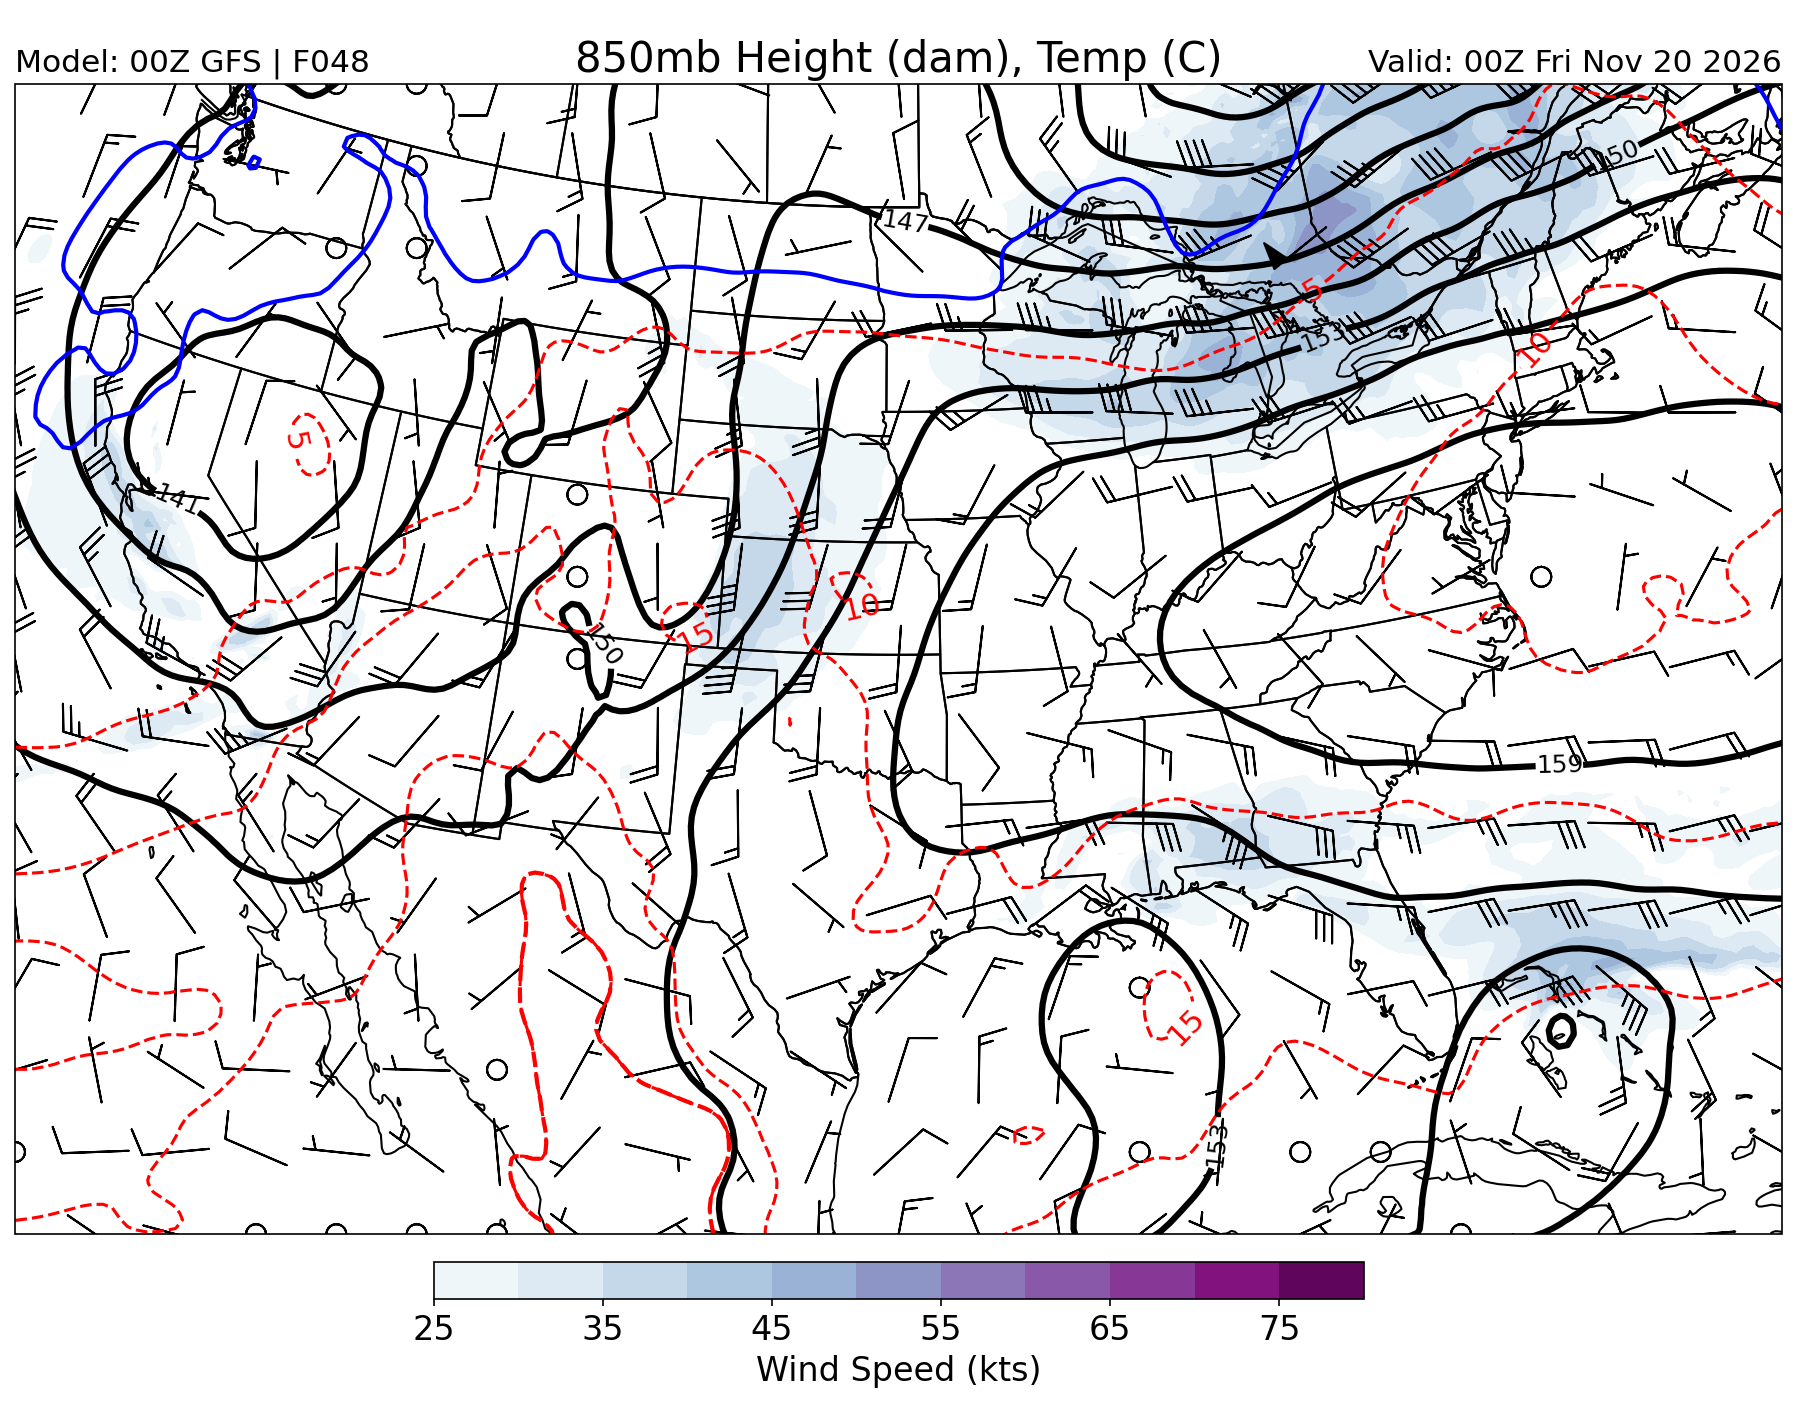 Model: 00Z GFS | F048
850mb Height (dam), Temp (C)
Valid: 00Z Fri Nov 20 2026
150
147
5
153
10
5
141
10
15
150
159
15
153
25 35 45 55 65 75
Wind Speed (kts)